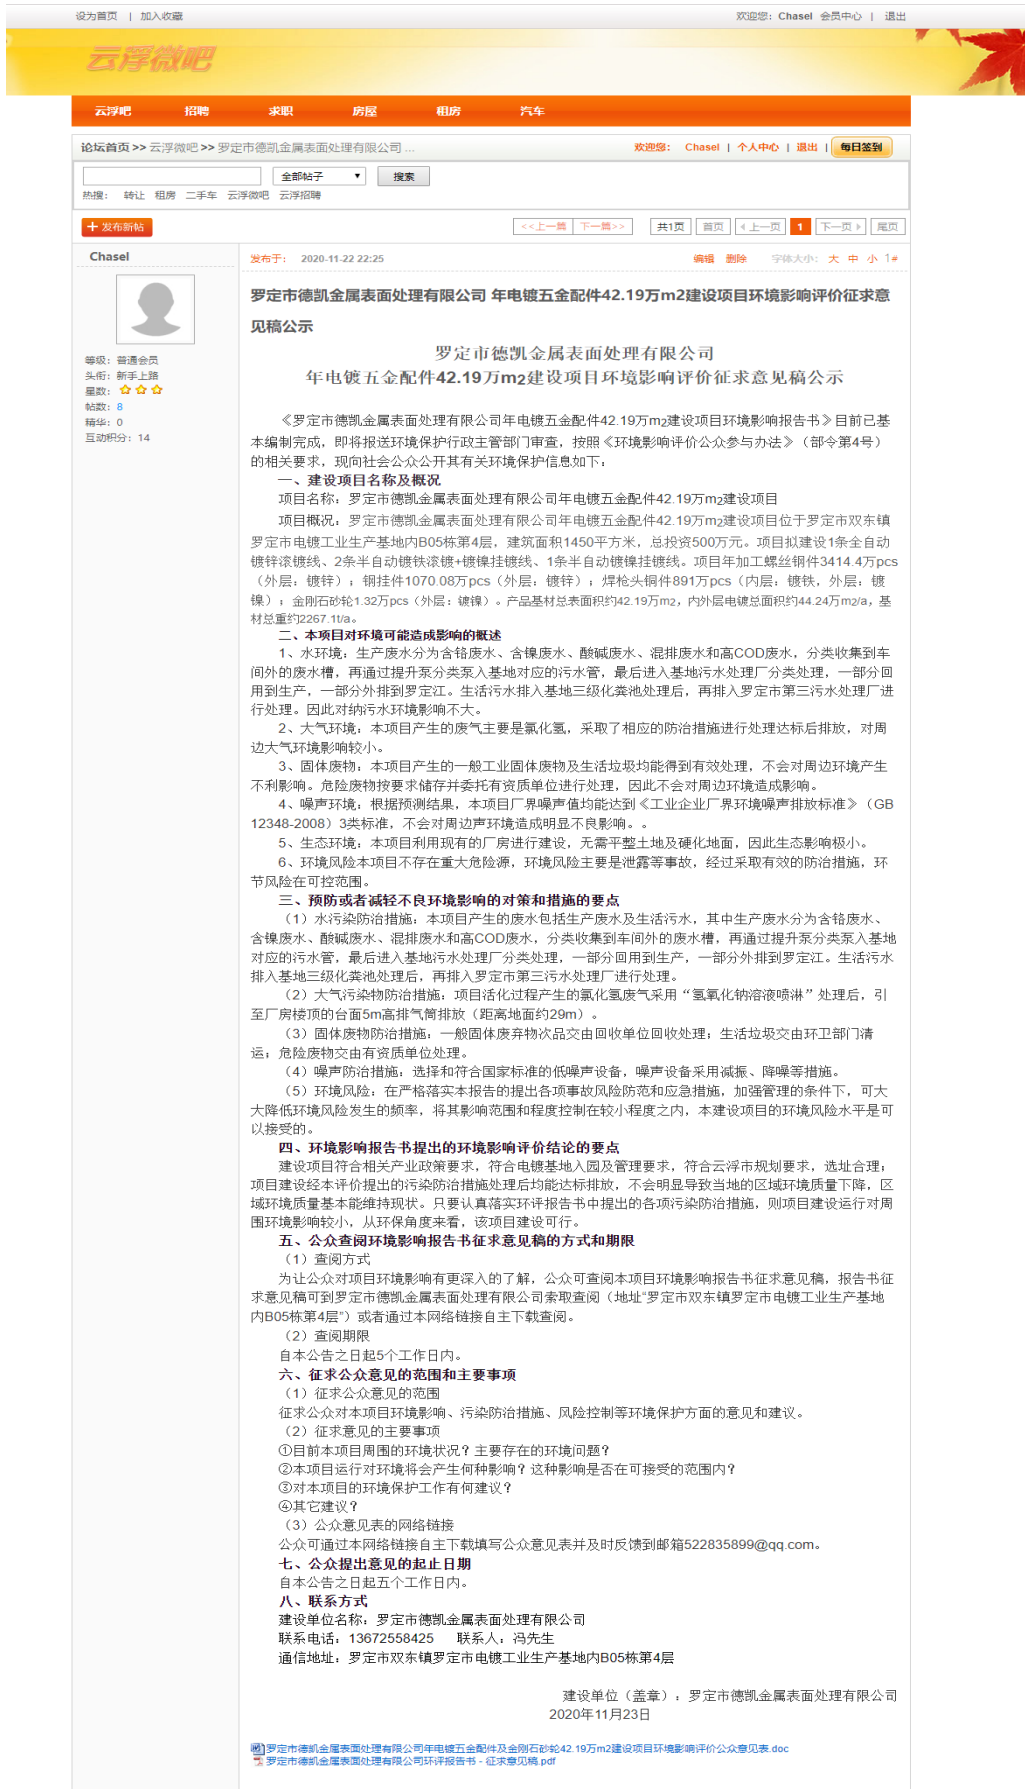 设为首页 | 加入收藏
欢迎您：Chasel 会员中心 | 退出
云浮微吧
云浮吧 招聘 求职 房屋 租房 汽车
论坛首页 >> 云浮微吧 >> 罗定市德凯金属表面处理有限公司 ...
欢迎您： Chasel | 个人中心 | 退出 | 每日签到
全部帖子 ▼ 搜索
热搜： 转让 租房 二手车 云浮微吧 云浮招聘
+ 发布新帖
<<上一篇 下一篇>> 共1页 首页 上一页 1 下一页 尾页
Chasel
等级：普通会员
头衔：新手上路
星数：
帖数：8
精华：0
互动积分：14
发布于： 2020-11-22 22:25
编辑 删除 字体大小：大 中 小 1#
罗定市德凯金属表面处理有限公司 年电镀五金配件42.19万m2建设项目环境影响评价征求意
见稿公示
罗定市德凯金属表面处理有限公司
年电镀五金配件42.19万m2建设项目环境影响评价征求意见稿公示
《罗定市德凯金属表面处理有限公司年电镀五金配件42.19万m2建设项目环境影响报告书》目前已基
本编制完成，即将报送环境保护行政主管部门审查，按照《环境影响评价公众参与办法》（部令第4号）
的相关要求，现向社会公众公开其有关环境保护信息如下：
一、建设项目名称及概况
项目名称：罗定市德凯金属表面处理有限公司年电镀五金配件42.19万m2建设项目
项目概况：罗定市德凯金属表面处理有限公司年电镀五金配件42.19万m2建设项目位于罗定市双东镇
罗定市电镀工业生产基地内B05栋第4层，建筑面积1450平方米，总投资500万元。项目拟建设1条全自动
镀锌滚镀线、2条半自动镀铁滚镀+镀镍挂镀线、1条半自动镀镍挂镀线。项目年加工螺丝钢件3414.4万pcs
（外层：镀锌）；钢挂件1070.08万pcs（外层：镀锌）；焊枪头铜件891万pcs（内层：镀铁，外层：镀
镍）；金刚石砂轮1.32万pcs（外层：镀镍）。产品基材总表面积约42.19万m2，内外层电镀总面积约44.24万m2/a，基
材总重约2267.1t/a。
二、本项目对环境可能造成影响的概述
1、水环境：生产废水分为含铬废水、含镍废水、酸碱废水、混排废水和高COD废水，分类收集到车
间外的废水槽，再通过提升泵分类泵入基地对应的污水管，最后进入基地污水处理厂分类处理，一部分回
用到生产，一部分外排到罗定江。生活污水排入基地三级化粪池处理后，再排入罗定市第三污水处理厂进
行处理。因此对纳污水环境影响不大。
2、大气环境：本项目产生的废气主要是氯化氢，采取了相应的防治措施进行处理达标后排放，对周
边大气环境影响较小。
3、固体废物：本项目产生的一般工业固体废物及生活垃圾均能得到有效处理，不会对周边环境产生
不利影响。危险废物按要求储存并委托有资质单位进行处理，因此不会对周边环境造成影响。
4、噪声环境：根据预测结果，本项目厂界噪声值均能达到《工业企业厂界环境噪声排放标准》（GB
12348-2008）3类标准，不会对周边声环境造成明显不良影响。。
5、生态环境：本项目利用现有的厂房进行建设，无需平整土地及硬化地面，因此生态影响极小。
6、环境风险本项目不存在重大危险源，环境风险主要是泄露等事故，经过采取有效的防治措施，环
节风险在可控范围。
三、预防或者减轻不良环境影响的对策和措施的要点
（1）水污染防治措施：本项目产生的废水包括生产废水及生活污水，其中生产废水分为含铬废水、
含镍废水、酸碱废水、混排废水和高COD废水，分类收集到车间外的废水槽，再通过提升泵分类泵入基地
对应的污水管，最后进入基地污水处理厂分类处理，一部分回用到生产，一部分外排到罗定江。生活污水
排入基地三级化粪池处理后，再排入罗定市第三污水处理厂进行处理。
（2）大气污染物防治措施：项目活化过程产生的氯化氢废气采用“氢氧化钠溶液喷淋”处理后，引
至厂房楼顶的台面5m高排气筒排放（距离地面约29m）。
（3）固体废物防治措施：一般固体废弃物次品交由回收单位回收处理；生活垃圾交由环卫部门清
运；危险废物交由有资质单位处理。
（4）噪声防治措施：选择和符合国家标准的低噪声设备，噪声设备采用减振、降噪等措施。
（5）环境风险：在严格落实本报告的提出各项事故风险防范和应急措施，加强管理的条件下，可大
大降低环境风险发生的频率，将其影响范围和程度控制在较小程度之内，本建设项目的环境风险水平是可
以接受的。
四、环境影响报告书提出的环境影响评价结论的要点
建设项目符合相关产业政策要求，符合电镀基地入园及管理要求，符合云浮市规划要求，选址合理；
项目建设经本评价提出的污染防治措施处理后均能达标排放，不会明显导致当地的区域环境质量下降，区
域环境质量基本能维持现状。只要认真落实环评报告书中提出的各项污染防治措施，则项目建设运行对周
围环境影响较小，从环保角度来看，该项目建设可行。
五、公众查阅环境影响报告书征求意见稿的方式和期限
（1）查阅方式
为让公众对项目环境影响有更深入的了解，公众可查阅本项目环境影响报告书征求意见稿，报告书征
求意见稿可到罗定市德凯金属表面处理有限公司索取查阅（地址“罗定市双东镇罗定市电镀工业生产基地
内B05栋第4层”）或者通过本网络链接自主下载查阅。
（2）查阅期限
自本公告之日起5个工作日内。
六、征求公众意见的范围和主要事项
（1）征求公众意见的范围
征求公众对本项目环境影响、污染防治措施、风险控制等环境保护方面的意见和建议。
（2）征求意见的主要事项
①目前本项目周围的环境状况？主要存在的环境问题？
②本项目运行对环境将会产生何种影响？这种影响是否在可接受的范围内？
③对本项目的环境保护工作有何建议？
④其它建议？
（3）公众意见表的网络链接
公众可通过本网络链接自主下载填写公众意见表并及时反馈到邮箱522835899@qq.com。
七、公众提出意见的起止日期
自本公告之日起五个工作日内。
八、联系方式
建设单位名称：罗定市德凯金属表面处理有限公司
联系电话：13672558425 联系人：冯先生
通信地址：罗定市双东镇罗定市电镀工业生产基地内B05栋第4层
建设单位（盖章）：罗定市德凯金属表面处理有限公司
2020年11月23日
罗定市德凯金属表面处理有限公司年电镀五金配件及金刚石砂轮42.19万m2建设项目环境影响评价公众意见表.doc
罗定市德凯金属表面处理有限公司环评报告书 - 征求意见稿.pdf